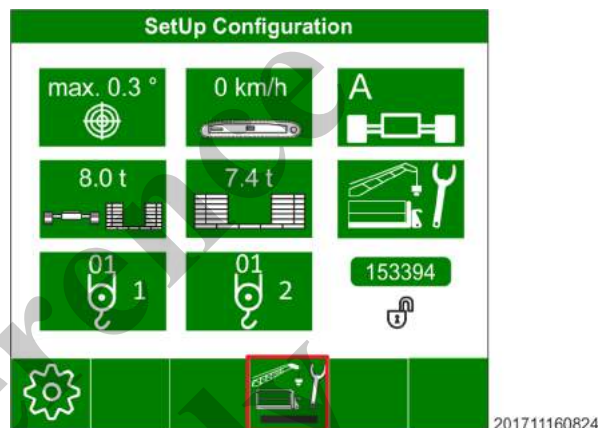 SetUp Configuration
max. 0.3 °
0 km/h
A
8.0 t
7.4 t
01
1
01
2
153394
201711160824